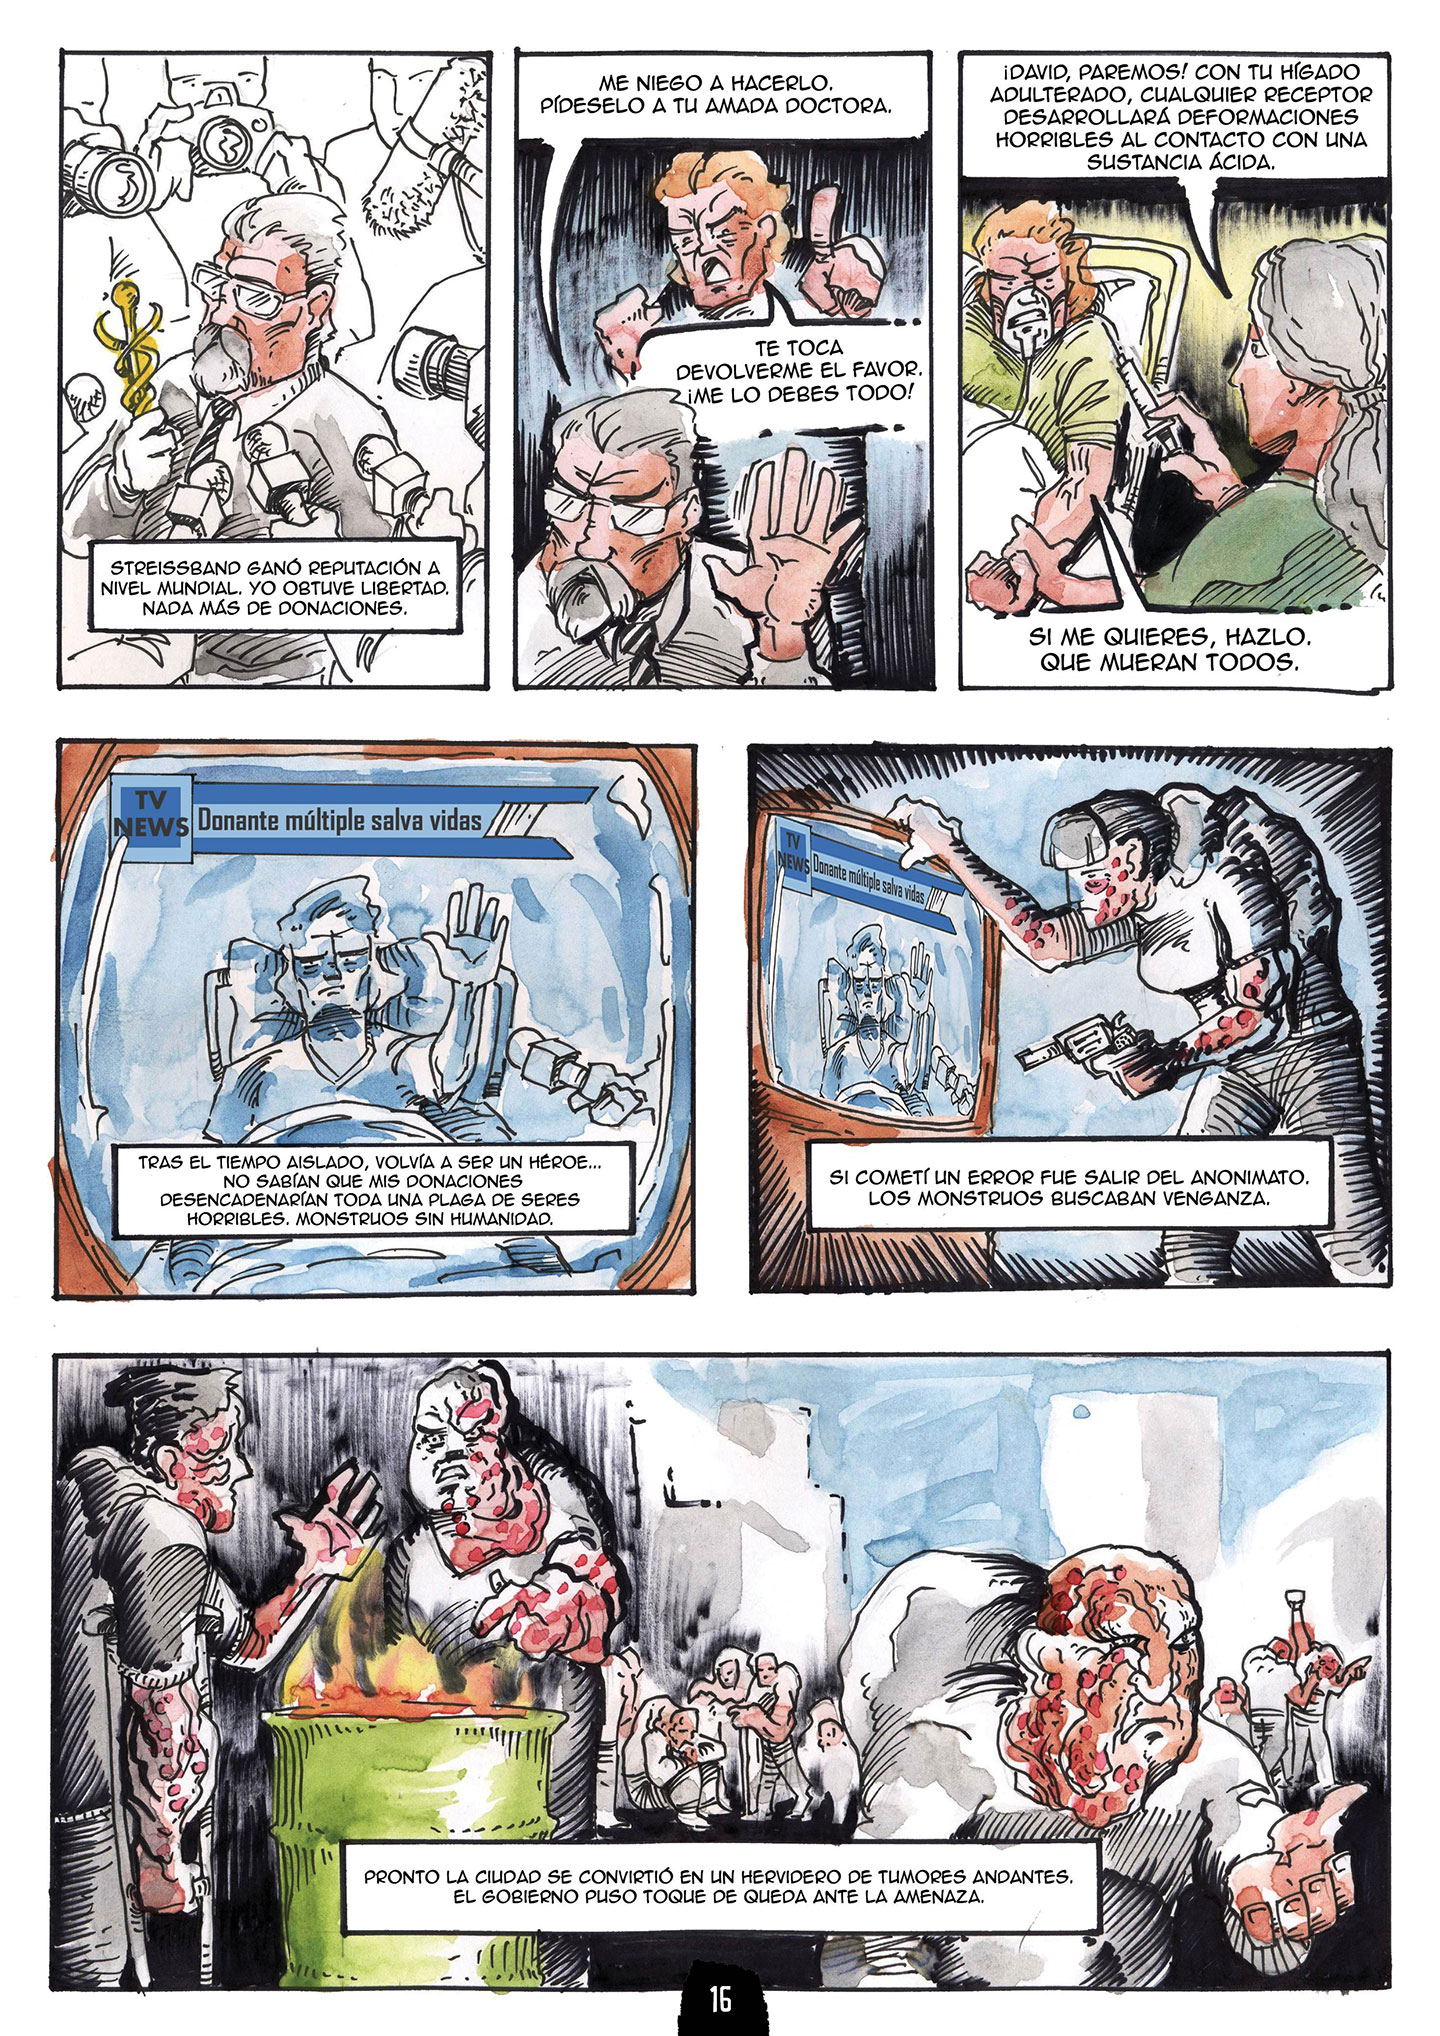 STREISSBAND GANÓ REPUTACIÓN A
NIVEL MUNDIAL. YO OBTUVE LIBERTAD.
NADA MÁS DE DONACIONES.
ME NIEGO A HACERLO.
PÍDESELO A TU AMADA DOCTORA.
TE TOCA
DEVOLVERME EL FAVOR.
¡ME LO DEBES TODO!
¡DAVID, PAREMOS! CON TU HÍGADO
ADULTERADO, CUALQUIER RECEPTOR
DESARROLLARÁ DEFORMACIONES
HORRIBLES AL CONTACTO CON UNA
SUSTANCIA ÁCIDA.
SI ME QUIERES, HAZLO.
QUE MUERAN TODOS.
TV
NEWS
Donante múltiple salva vidas
TRAS EL TIEMPO AISLADO, VOLVÍA A SER UN HÉROE...
NO SABÍAN QUE MIS DONACIONES
DESENCADENARÍAN TODA UNA PLAGA DE SERES
HORRIBLES. MONSTRUOS SIN HUMANIDAD.
TV
NEWS
Donante múltiple salva vidas
SI COMETÍ UN ERROR FUE SALIR DEL ANONIMATO.
LOS MONSTRUOS BUSCABAN VENGANZA.
PRONTO LA CIUDAD SE CONVIRTIÓ EN UN HERVIDERO DE TUMORES ANDANTES.
EL GOBIERNO PUSO TOQUE DE QUEDA ANTE LA AMENAZA.
16